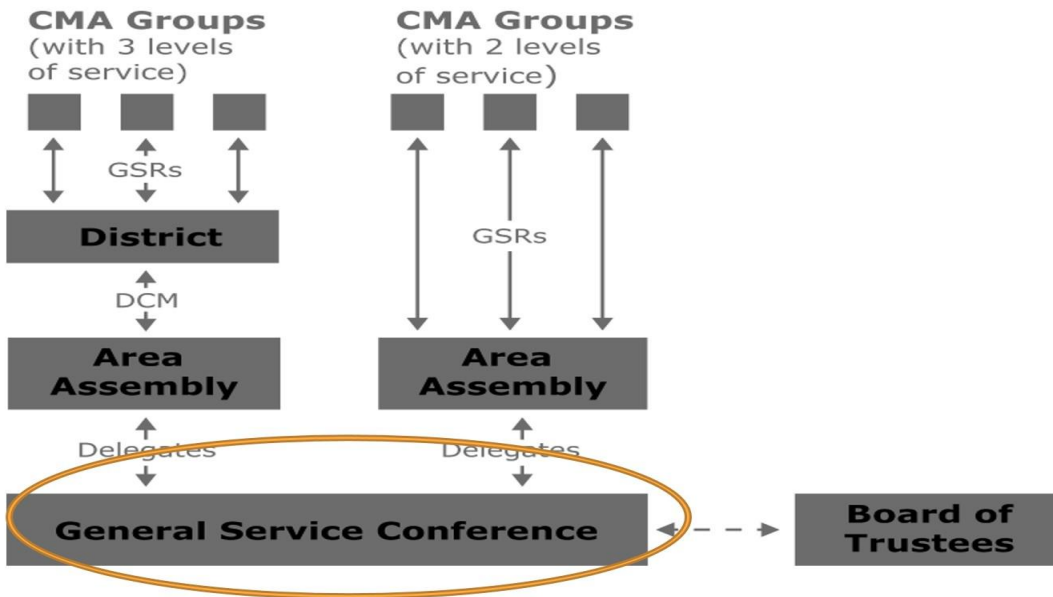 CMA Groups
(with 3 levels
of service)
CMA Groups
(with 2 levels
of service)
GSRs
District
DCM
Area
Assembly
Delegates
GSRs
Area
Assembly
Delegates
General Service Conference
Board of
Trustees